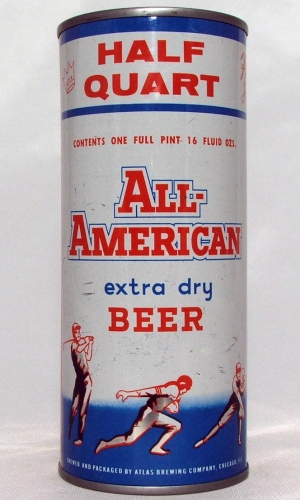 HALF
QUART
CONTENTS ONE FULL PINT 16 FLUID OZS.
ALL-
AMERICAN
extra dry
BEER
BREWED AND PACKAGED BY ATLAS BREWING COMPANY, CHICAGO, ILL.